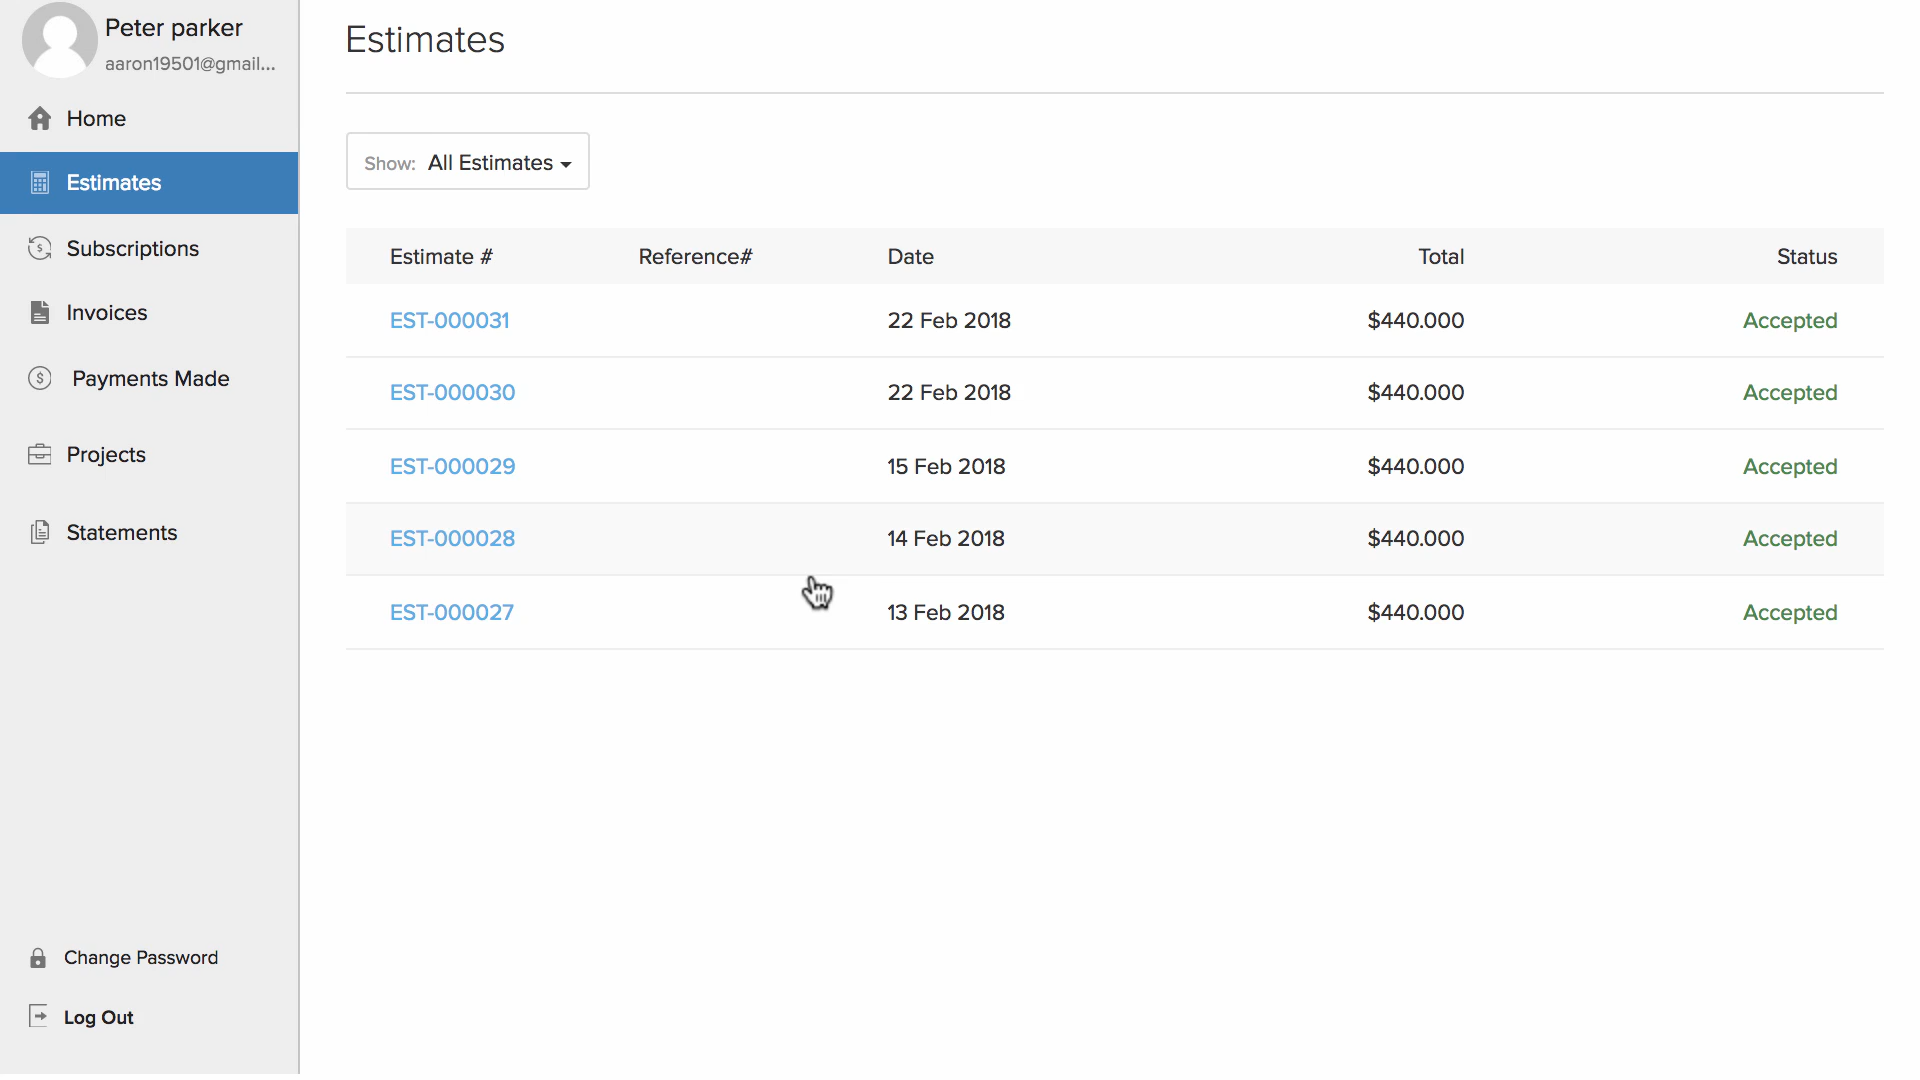 Peter parker
aaron19501@gmail...
Home
Estimates
Subscriptions
Invoices
Payments Made
Projects
Statements
Change Password
Log Out
Estimates
Show: All Estimates
Estimate # Reference# Date Total Status
EST-000031 22 Feb 2018 $440.000 Accepted
EST-000030 22 Feb 2018 $440.000 Accepted
EST-000029 15 Feb 2018 $440.000 Accepted
EST-000028 14 Feb 2018 $440.000 Accepted
EST-000027 13 Feb 2018 $440.000 Accepted